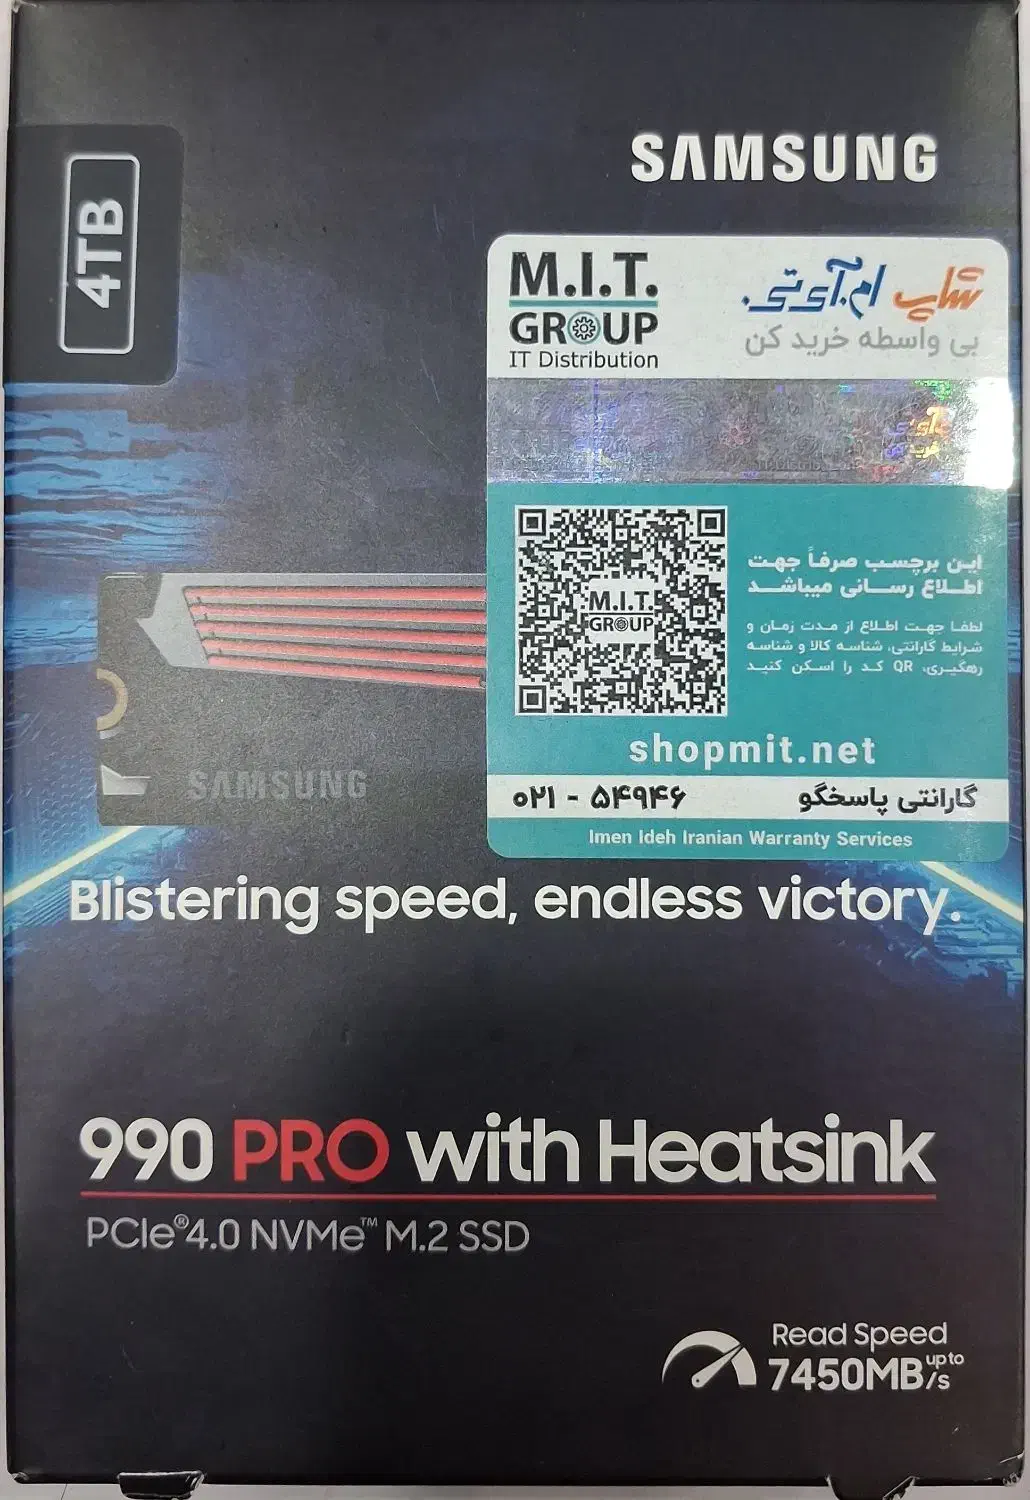 SAMSUNG
4TB
M.I.T.
GROUP
IT Distribution
شاپ ام.آی.تی.
بی واسطه خرید کن
این برچسب صرفاً جهت
اطلاع رسانی میباشد
لطفا جهت اطلاع از مدت زمان و
شرایط گارانتی، شناسه کالا و شناسه
رهگیری، QR کد را اسکن کنید
M.I.T.
GROUP
shopmit.net
گارانتی پاسخگو ۰۲۱ - ۵۴۹۴۶
Imen Ideh Iranian Warranty Services
SAMSUNG
Blistering speed, endless victory.
990 PRO with Heatsink
PCIe®4.0 NVMe™ M.2 SSD
Read Speed
up to
7450MB/s